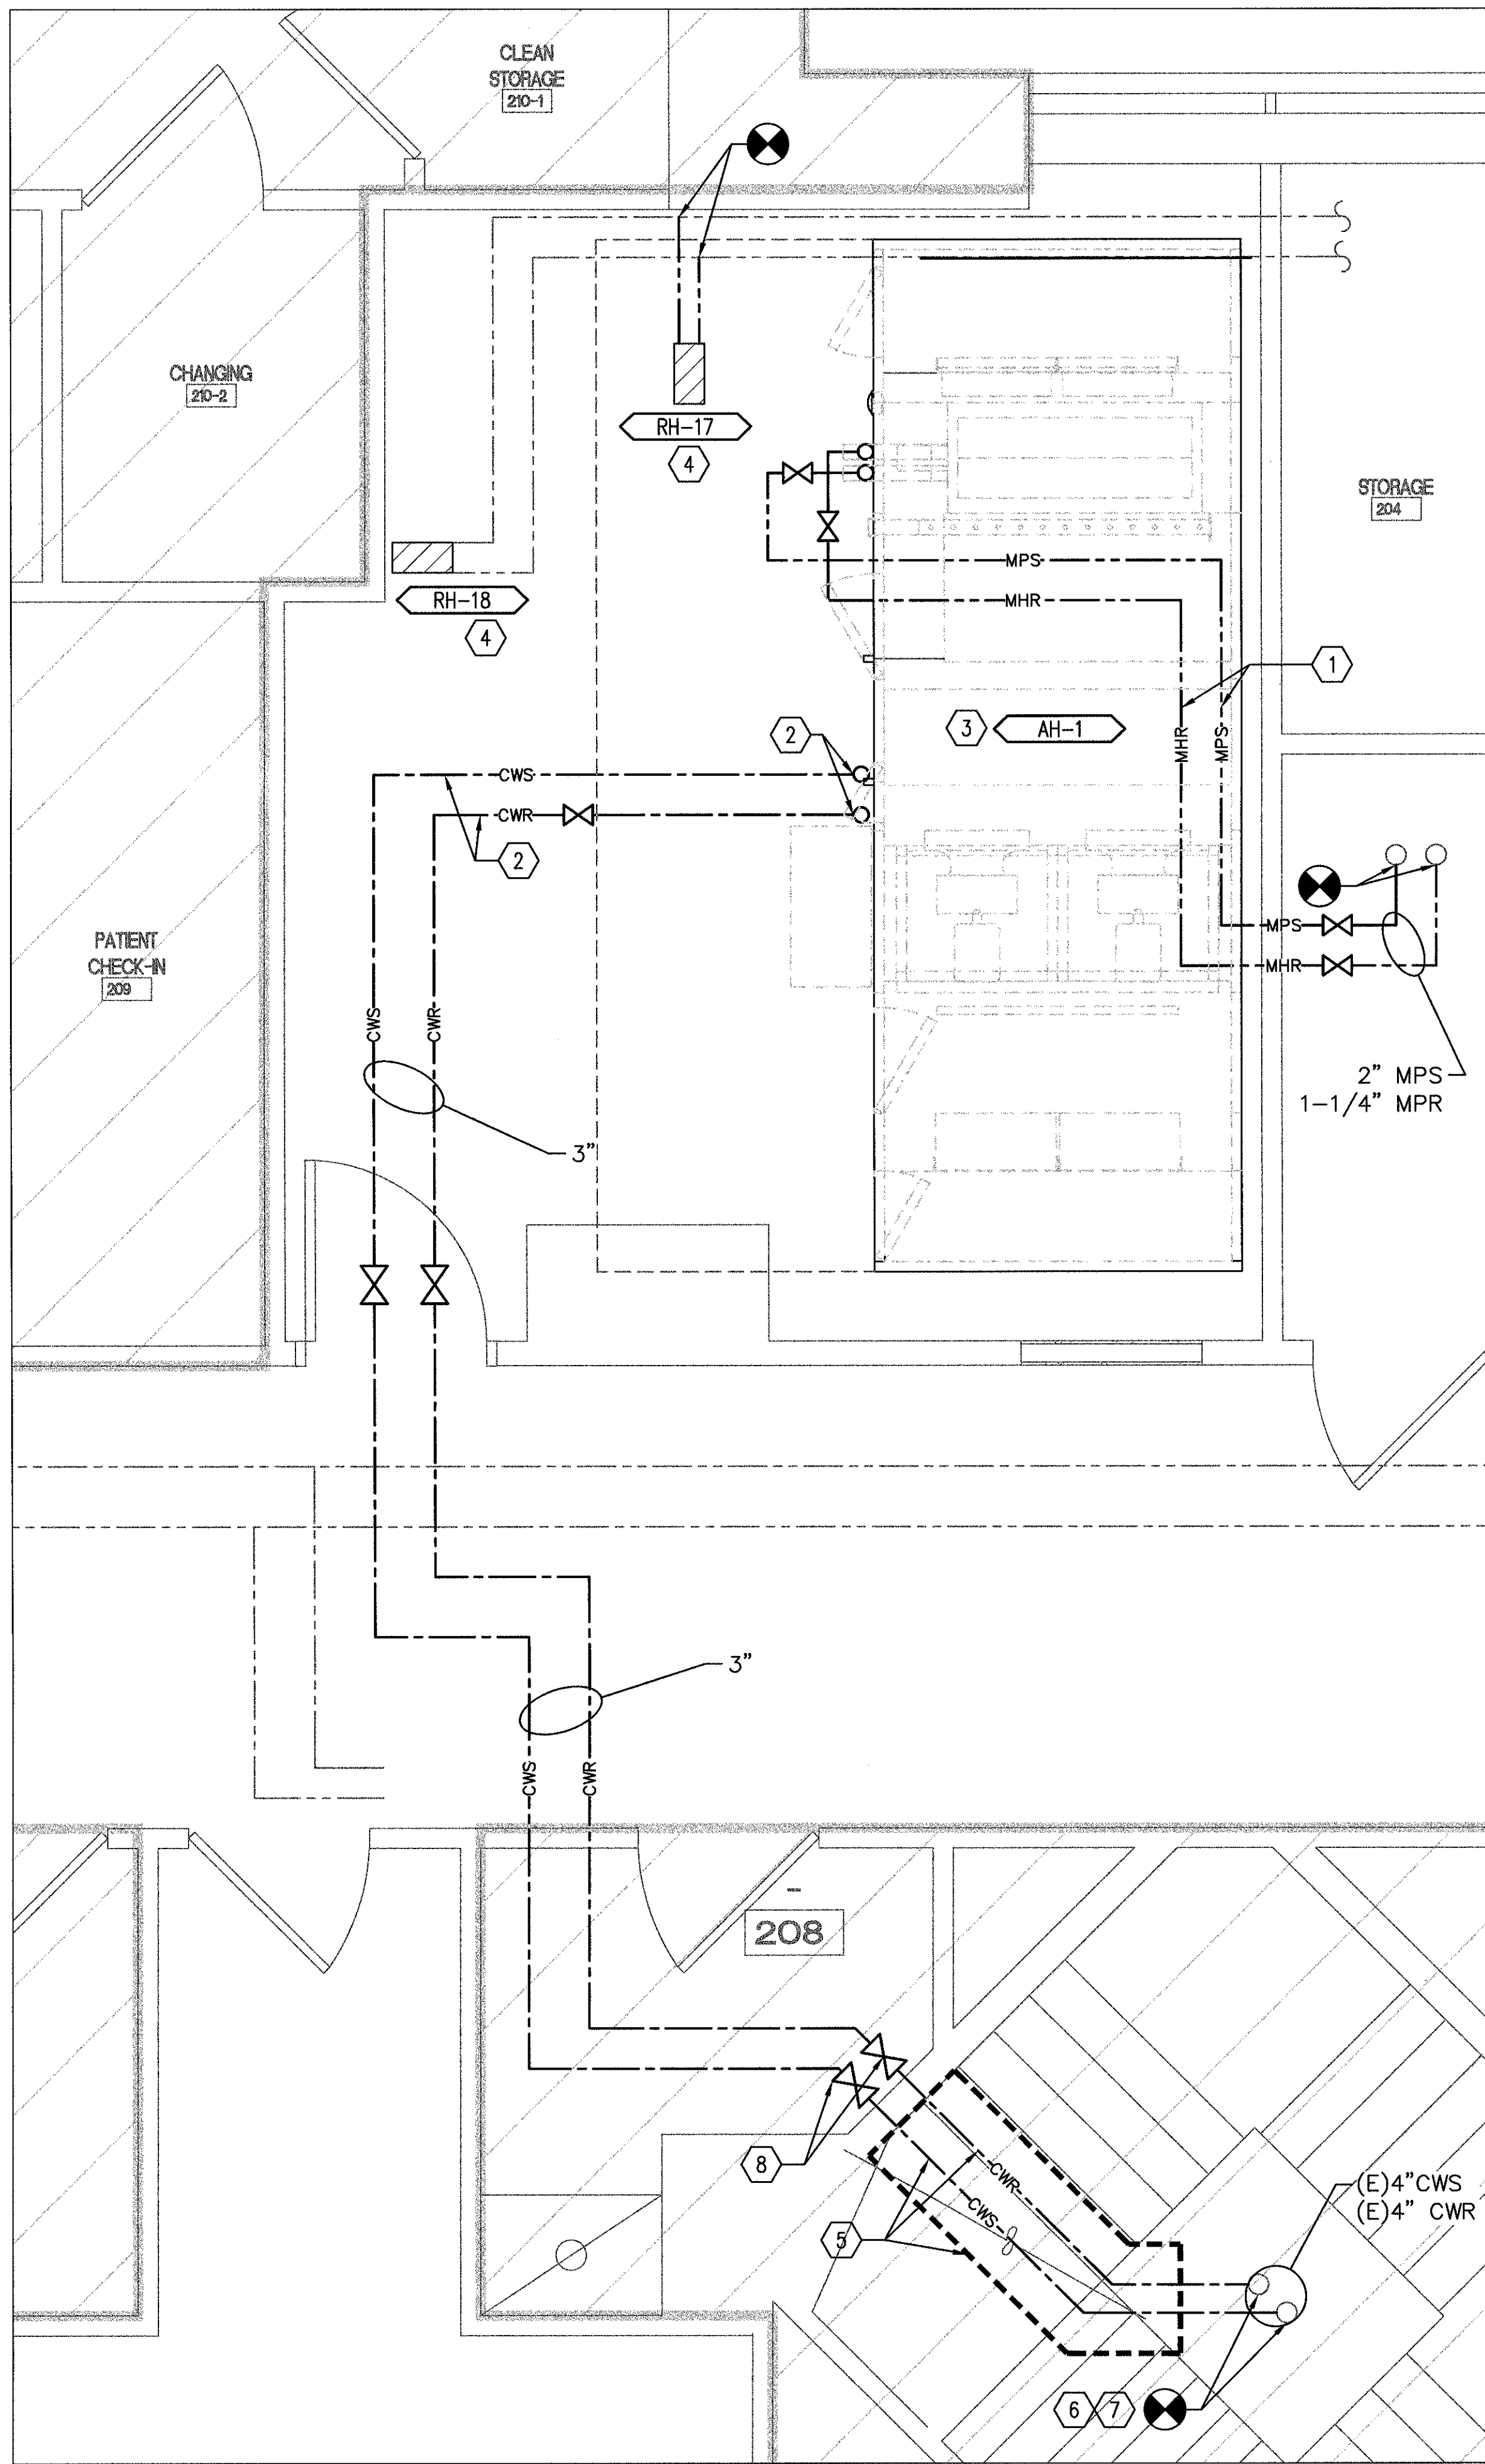 CLEAN
STORAGE
210-1
CHANGING
210-2
RH-17
4
STORAGE
204
MPS
RH-18
MHR
4
1
3
AH-1
2
MHR
MPS
CWS
CWR
2
PATIENT
CHECK-IN
209
MPS
MHR
CWS
CWR
2" MPS
1-1/4" MPR
3"
3"
CWS
CWR
208
8
CWR
CWS
(E)4"CWS
(E)4" CWR
5
6
7